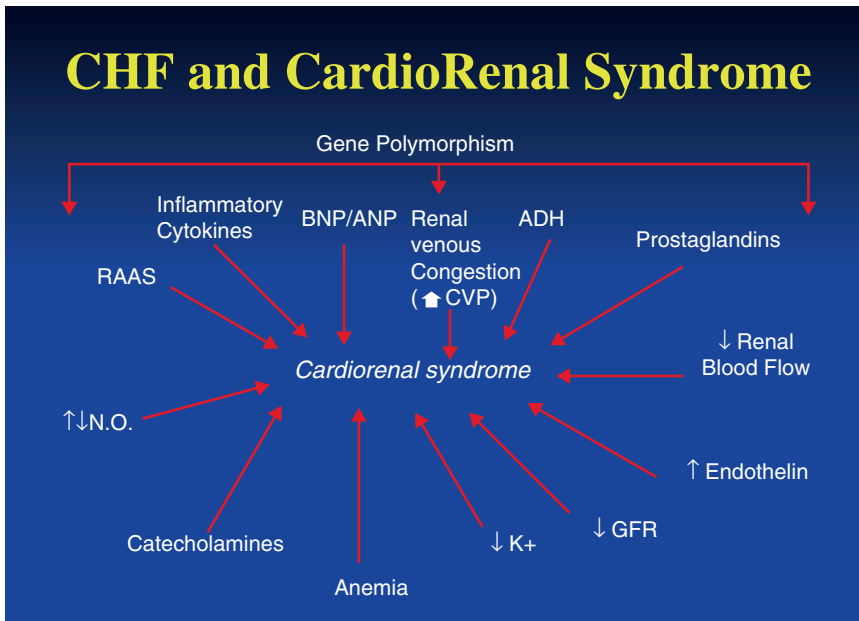 CHF and CardioRenal Syndrome
Gene Polymorphism
Inflammatory
Cytokines
BNP/ANP
Renal
venous
Congestion
(⬆ CVP)
ADH
Prostaglandins
RAAS
↓ Renal
Blood Flow
Cardiorenal syndrome
↑↓N.O.
↑ Endothelin
Catecholamines
Anemia
↓ K+
↓ GFR